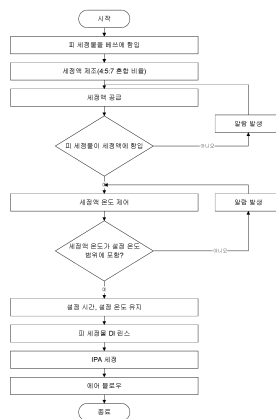 시작
피 세정물을 베쓰에 함입
세정액 제조(4:5:7 혼합 비율)
세정액 공급
피 세정물이 세정액에 함입
아니오
알람 발생
예
세정액 온도 제어
세정액 온도가 설정 온도
범위에 포함?
아니오
알람 발생
예
설정 시간, 설정 온도 유지
피 세정물 DI 린스
IPA 세정
에어 블로우
종료